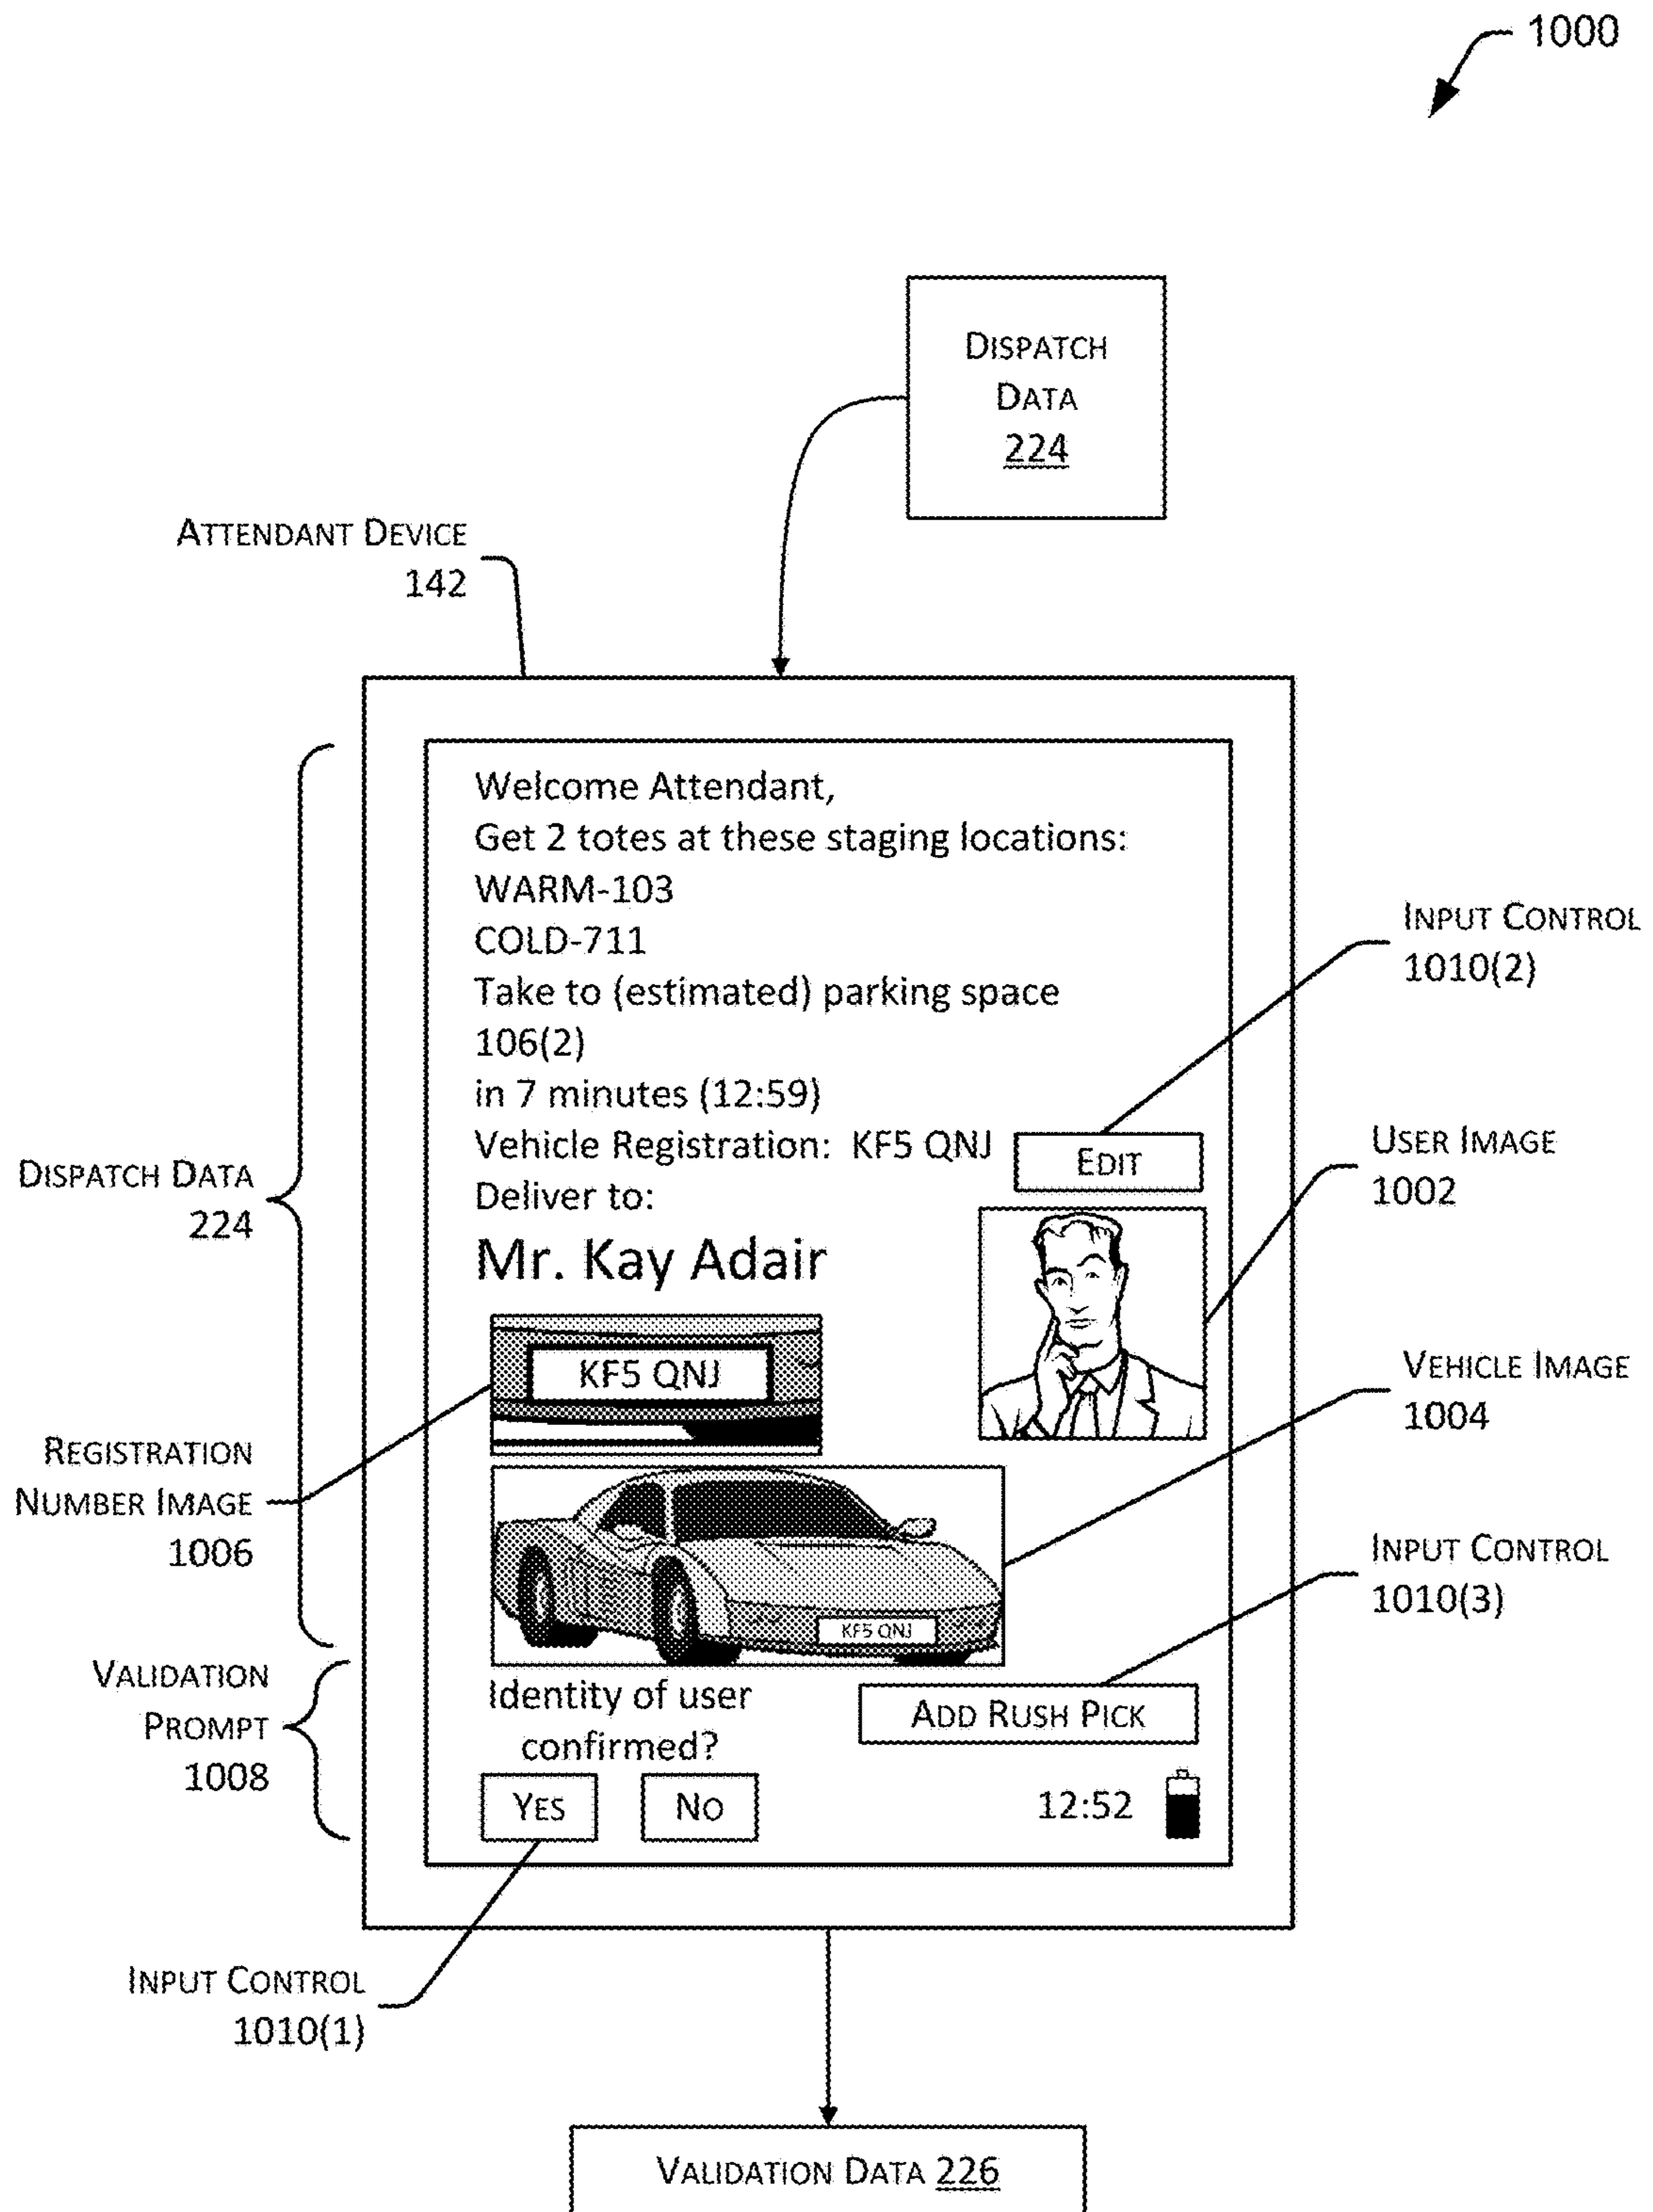 1000
DISPATCH
DATA
224
ATTENDANT DEVICE
142
Welcome Attendant,
Get 2 totes at these staging locations:
WARM-103
COLD-711
Take to (estimated) parking space
106(2)
in 7 minutes (12:59)
Vehicle Registration: KF5 QNJ
EDIT
Deliver to:
Mr. Kay Adair
KF5 QNJ
KF5 QNJ
Identity of user
confirmed?
ADD RUSH PICK
YES
NO
12:52
INPUT CONTROL
1010(2)
USER IMAGE
1002
VEHICLE IMAGE
1004
INPUT CONTROL
1010(3)
DISPATCH DATA
224
REGISTRATION
NUMBER IMAGE
1006
VALIDATION
PROMPT
1008
INPUT CONTROL
1010(1)
VALIDATION DATA 226